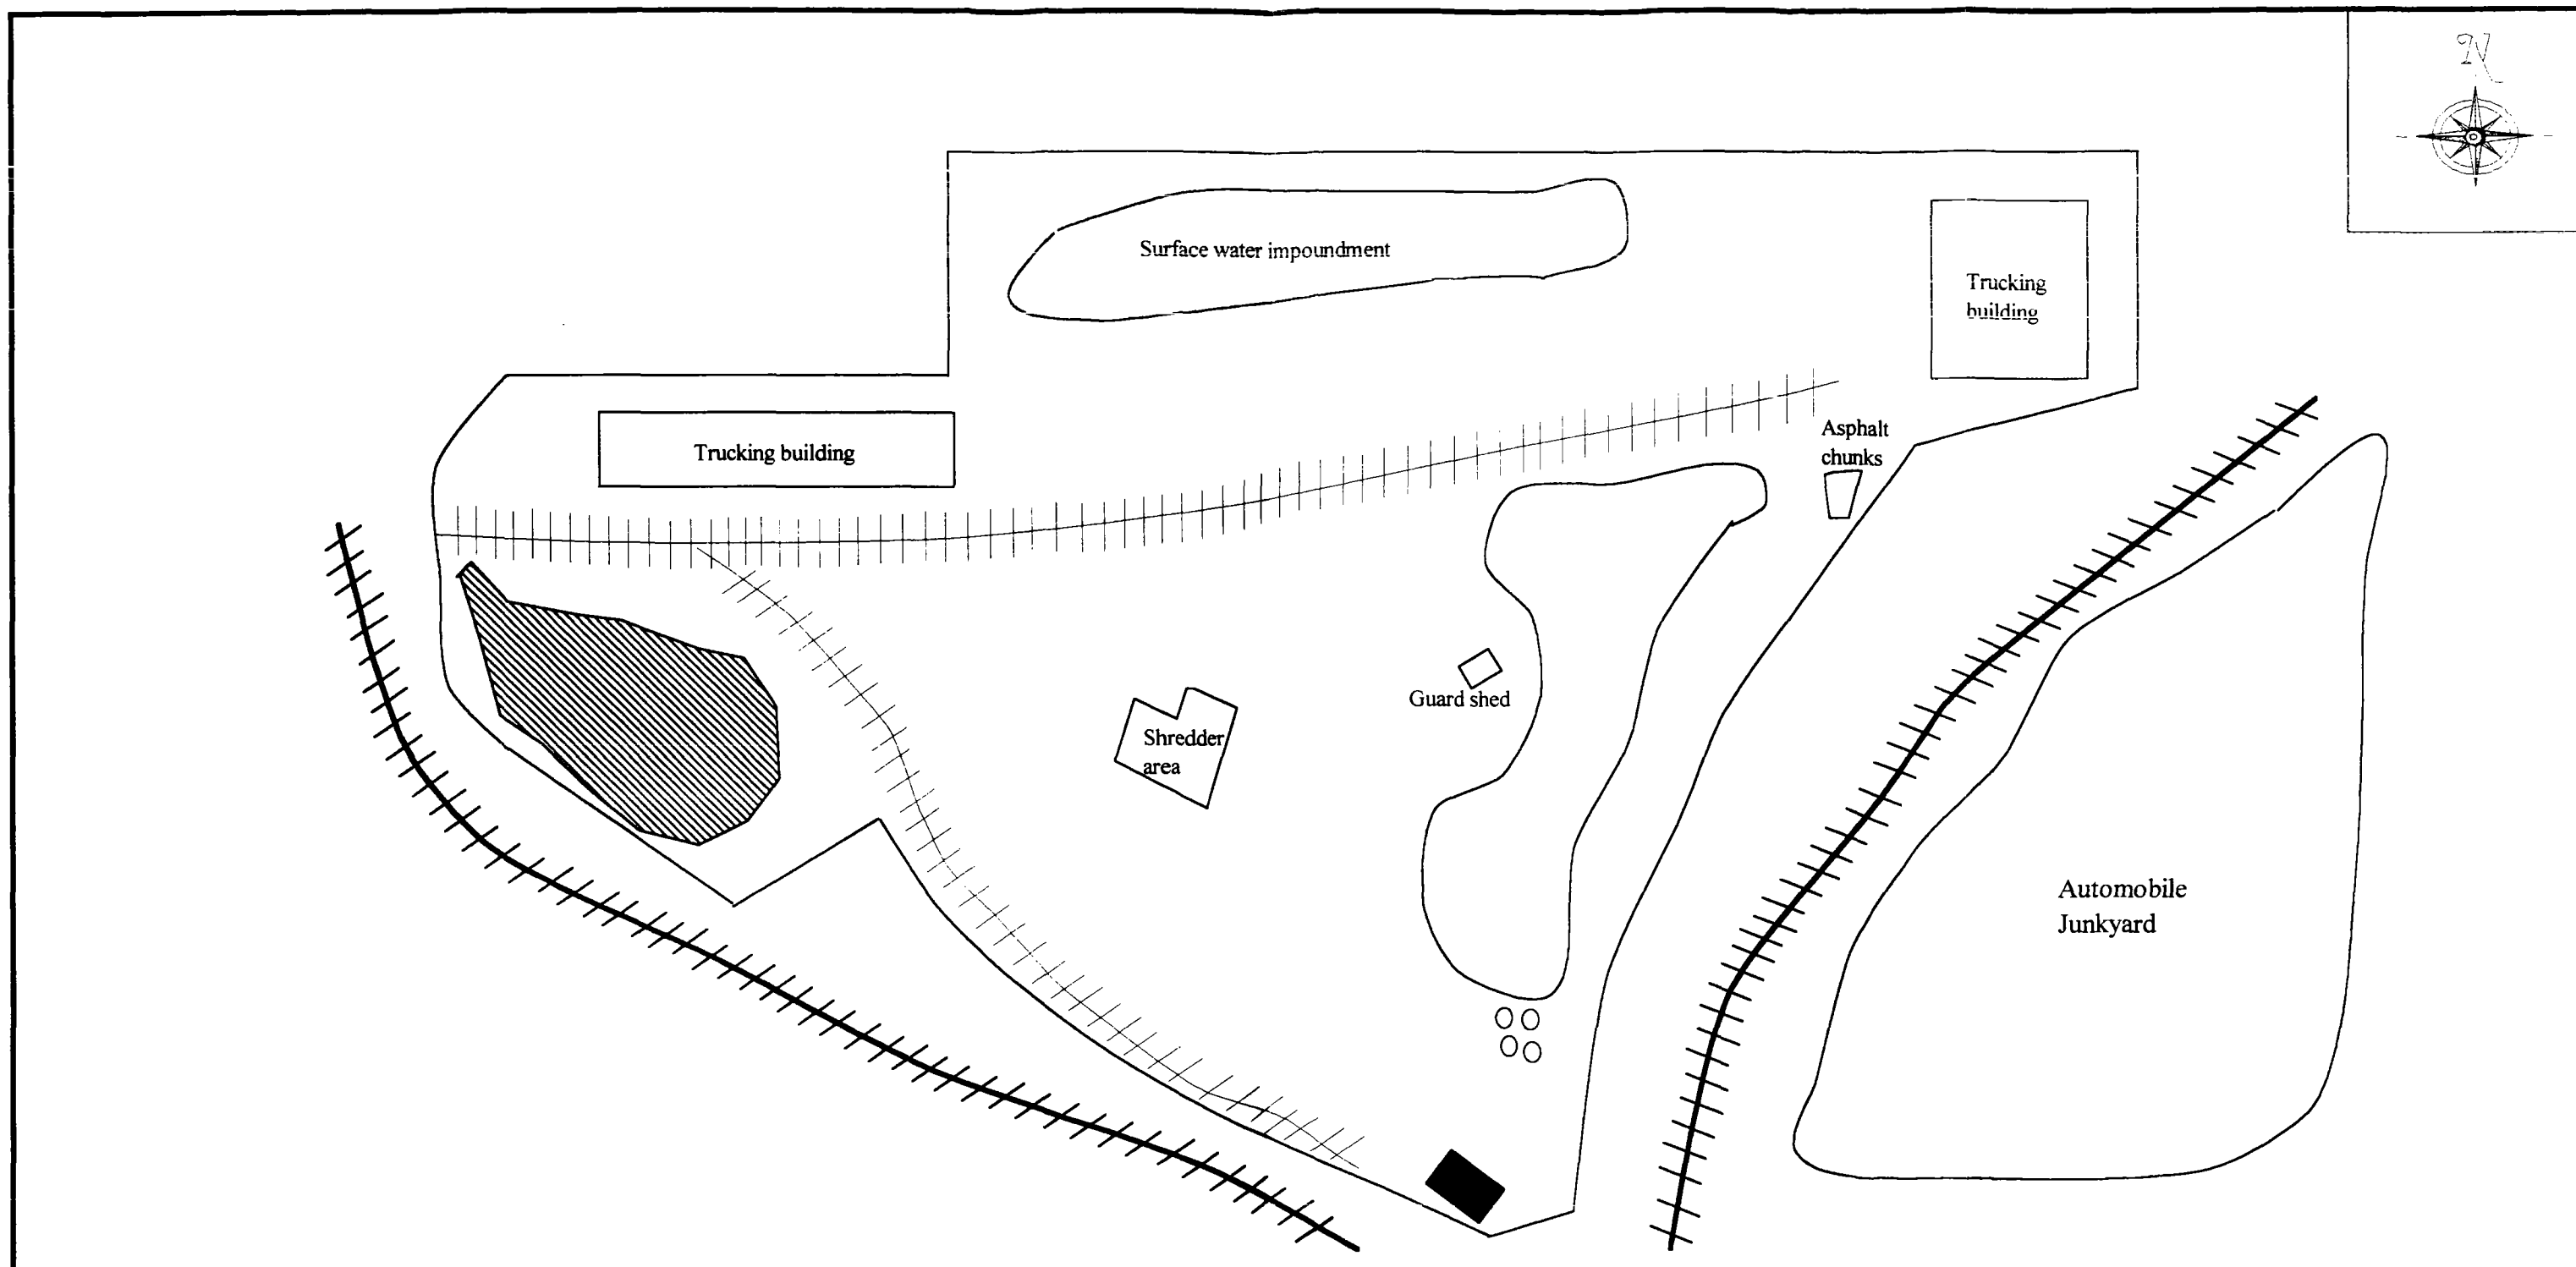 N
Surface water impoundment
Trucking
building
Trucking building
Asphalt
chunks
Guard shed
Shredder
area
Automobile
Junkyard